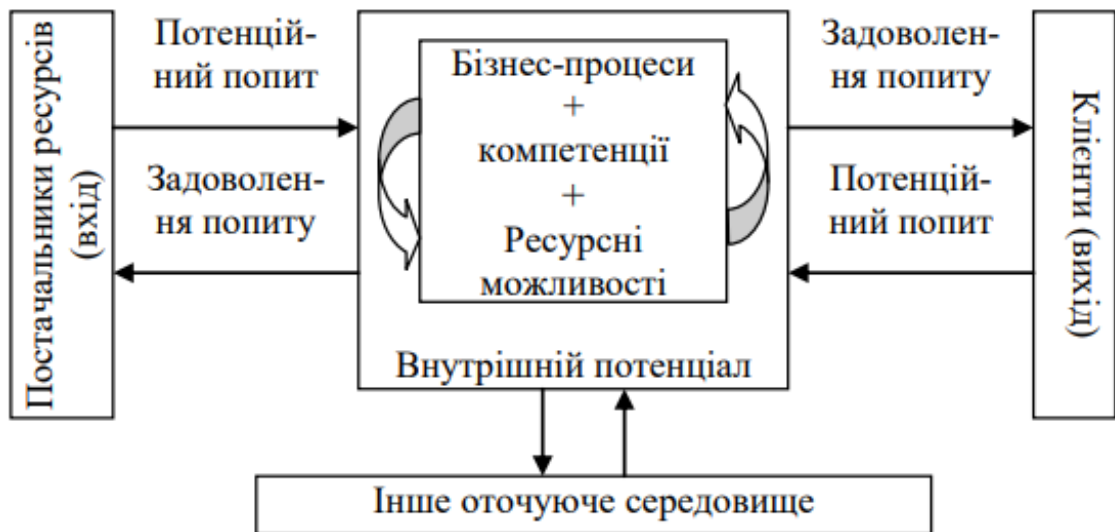 Постачальники ресурсів
(вхід)
Потенцій-
ний попит
Задоволен-
ня попиту
Бізнес-процеси
+
компетенції
+
Ресурсні
можливості
Внутрішній потенціал
Задоволен-
ня попиту
Потенцій-
ний попит
Клієнти (вихід)
Інше оточуюче середовище